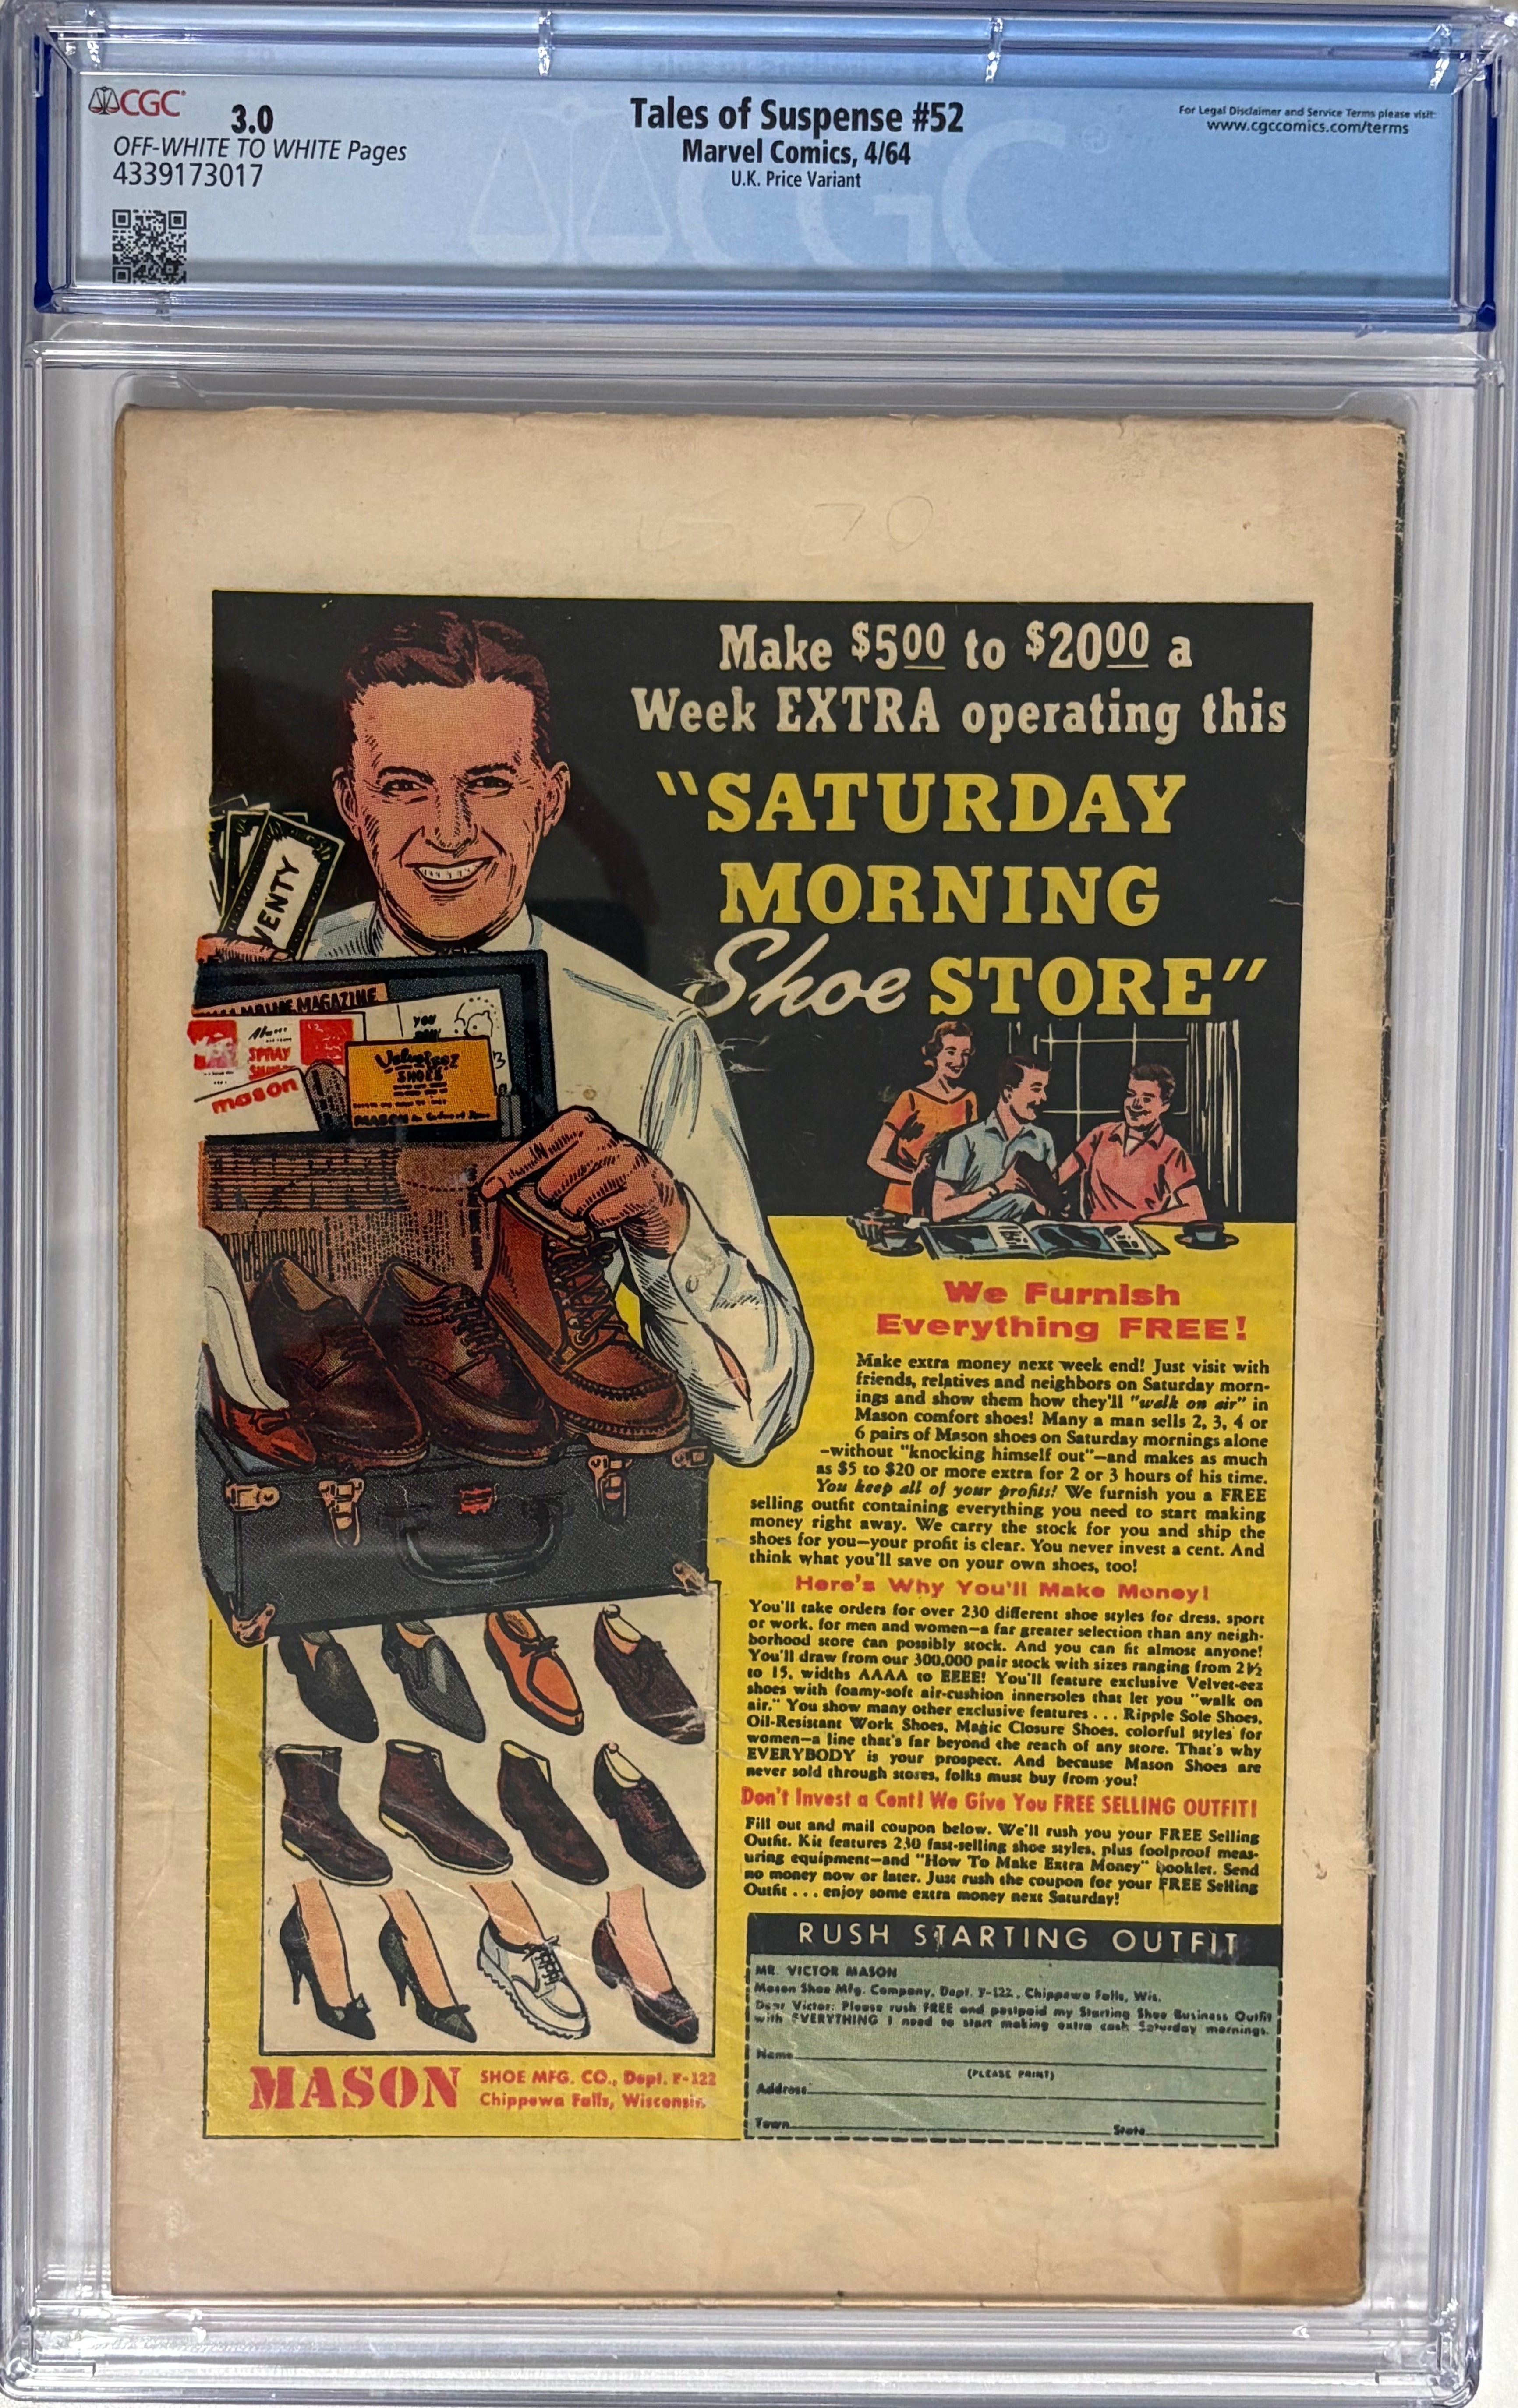 CGC
3.0
OFF-WHITE TO WHITE Pages
4339173017
Tales of Suspense #52
Marvel Comics, 4/64
U.K. Price Variant
For Legal Disclaimer and Service Terms please visit:
www.cgccomics.com/terms
CGC
Make $5.00 to $20.00 a
Week EXTRA operating this
"SATURDAY
MORNING
Shoe STORE"
VENTY
MAGAZINE
YOU
SPRAY
mason
Velvet-eez
SHOES
MASON
We Furnish
Everything FREE!
Make extra money next week end! Just visit with
friends, relatives and neighbors on Saturday morn-
ings and show them how they'll "walk on air" in
Mason comfort shoes! Many a man sells 2, 3, 4 or
6 pairs of Mason shoes on Saturday mornings alone
—without "knocking himself out"—and makes as much
as $5 to $20 or more extra for 2 or 3 hours of his time.
You keep all of your profits! We furnish you a FREE
selling outfit containing everything you need to start making
money right away. We carry the stock for you and ship the
shoes for you—your profit is clear. You never invest a cent. And
think what you'll save on your own shoes, too!
Here's Why You'll Make Money!
You'll take orders for over 230 different shoe styles for dress, sport
or work, for men and women—a far greater selection than any neigh-
borhood store can possibly stock. And you can fit almost anyone!
You'll draw from our 300,000 pair stock with sizes ranging from 2½
to 15, widths AAAA to EEEE! You'll feature exclusive Velvet-eez
shoes with foamy-soft air-cushion innersoles that let you "walk on
air." You show many other exclusive features . . . Ripple Sole Shoes,
Oil-Resistant Work Shoes, Magic Closure Shoes, colorful styles for
women—a line that's far beyond the reach of any store. That's why
EVERYBODY is your prospect. And because Mason Shoes are
never sold through stores, folks must buy from you!
Don't Invest a Cent! We Give You FREE SELLING OUTFIT!
Fill out and mail coupon below. We'll rush you your FREE Selling
Outfit. Kit features 230 fast-selling shoe styles, plus foolproof meas-
uring equipment—and "How To Make Extra Money" booklet. Send
no money now or later. Just rush the coupon for your FREE Selling
Outfit . . . enjoy some extra money next Saturday!
RUSH STARTING OUTFIT
MR. VICTOR MASON
Mason Shoe Mfg. Company, Dept. F-122, Chippewa Falls, Wis.
Dear Victor: Please rush FREE and postpaid my Starting Shoe Business Outfit
with EVERYTHING I need to start making extra cash Saturday mornings.
Name
(PLEASE PRINT)
Address
Town State
MASON
SHOE MFG. CO., Dept. F-122
Chippewa Falls, Wisconsin